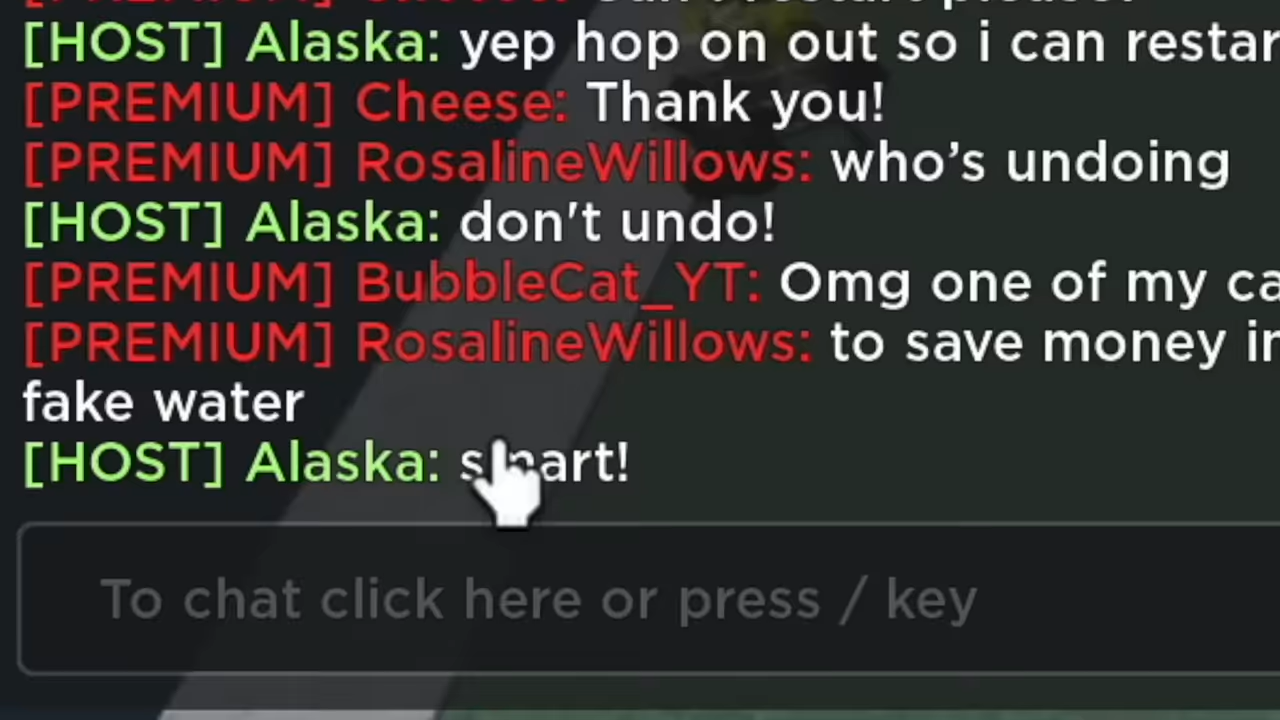 [HOST] Alaska: yep hop on out so i can restar
[PREMIUM] Cheese: Thank you!
[PREMIUM] RosalineWillows: who’s undoing
[HOST] Alaska: don't undo!
[PREMIUM] BubbleCat_YT: Omg one of my ca
[PREMIUM] RosalineWillows: to save money in
fake water
[HOST] Alaska: smart!
To chat click here or press / key